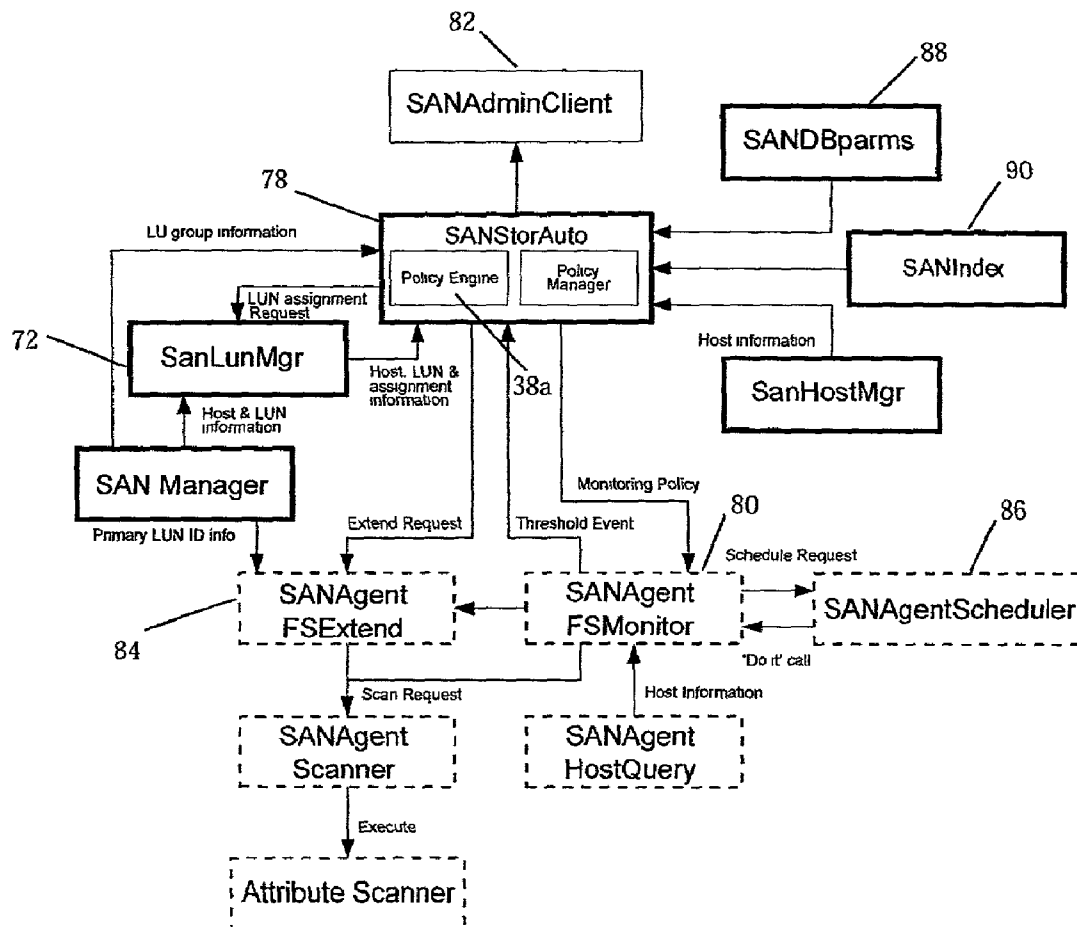 82
88
SANAdminClient
SANDBparms
78
90
LU group information
SANStorAuto
Policy Engine
Policy
Manager
SANIndex
LUN assignment
Request
72
SanLunMgr
Host. LUN &
assignment
information
38a
Host information
SanHostMgr
Host & LUN
information
SAN Manager
Primary LUN ID info
Monitoring Policy
80
86
Extend Request
Threshold Event
Schedule Request
SANAgent
FSExtend
SANAgent
FSMonitor
SANAgentScheduler
84
'Do it' call
Scan Request
Host Information
SANAgent
Scanner
SANAgent
HostQuery
Execute
Attribute Scanner